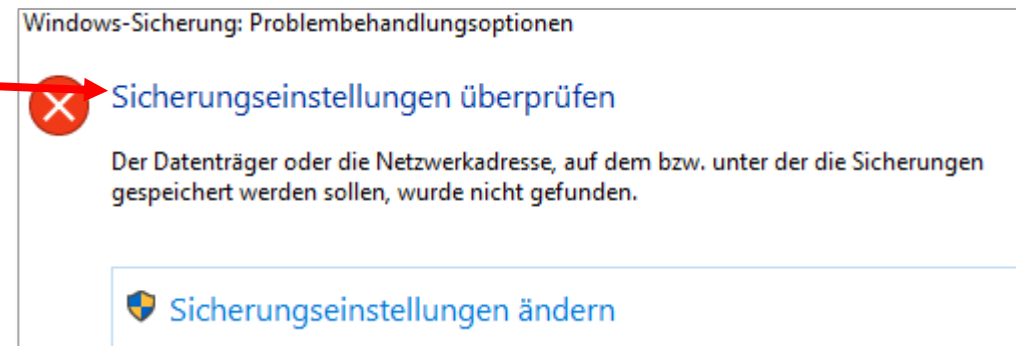 Windows-Sicherung: Problembehandlungsoptionen
Sicherungseinstellungen überprüfen
Der Datenträger oder die Netzwerkadresse, auf dem bzw. unter der die Sicherungen
gespeichert werden sollen, wurde nicht gefunden.
Sicherungseinstellungen ändern